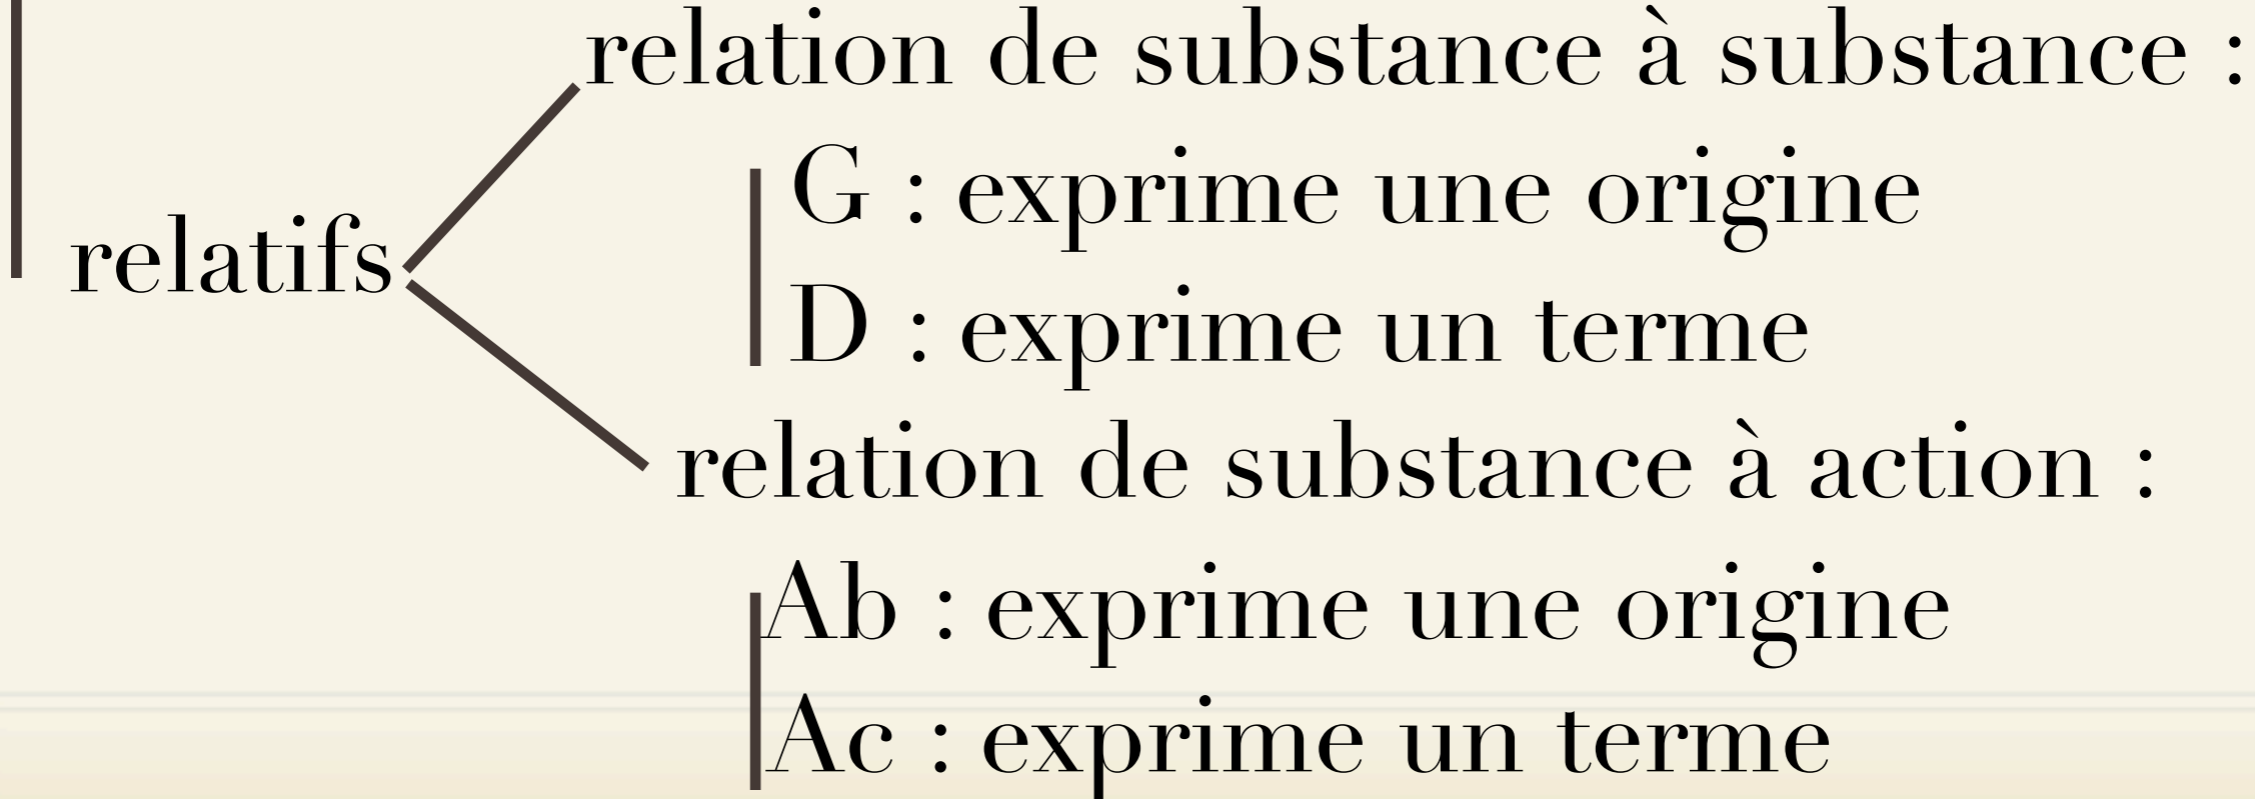 relation de substance à substance :
G : exprime une origine
relatifs
D : exprime un terme
relation de substance à action :
Ab : exprime une origine
Ac : exprime un terme